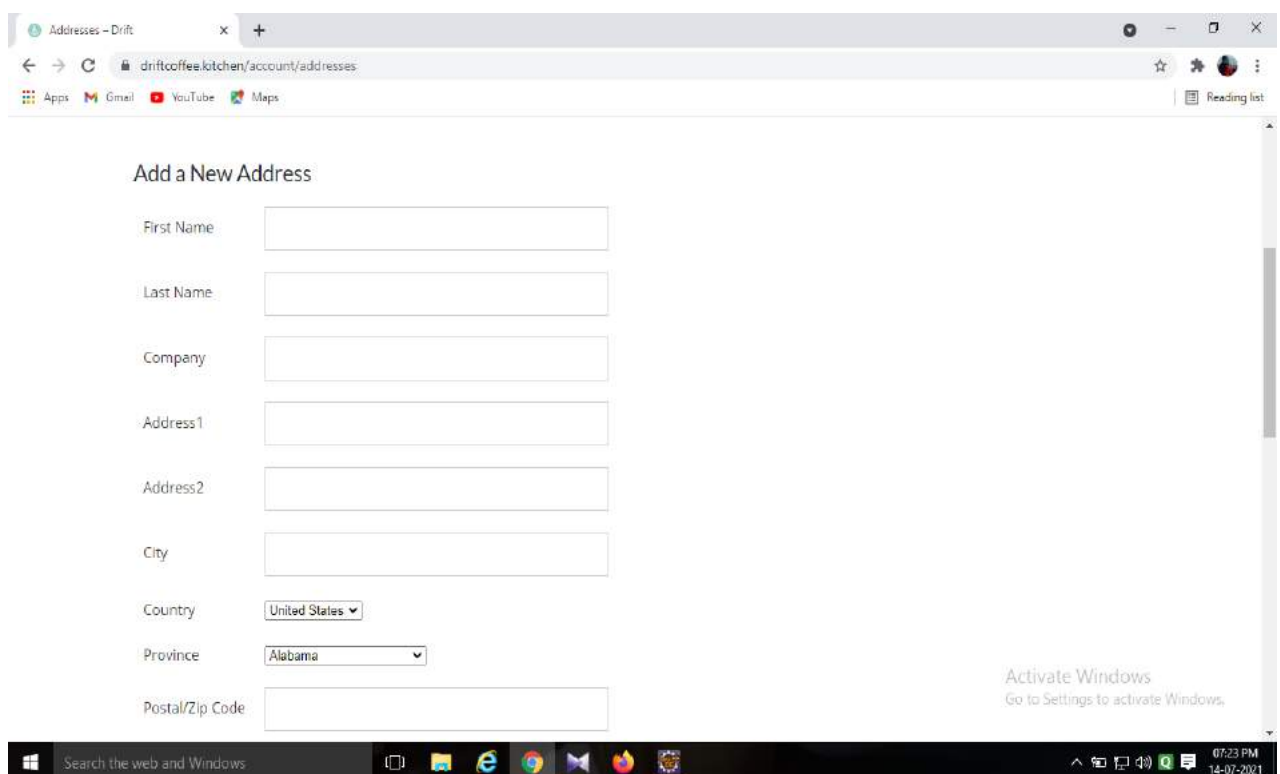 Addresses – Drift
driftcoffee.kitchen/account/addresses
Apps Gmail YouTube Maps Reading list
Add a New Address
First Name
Last Name
Company
Address1
Address2
City
Country United States
Province Alabama
Postal/Zip Code
Activate Windows
Go to Settings to activate Windows.
Search the web and Windows
07:23 PM
14-07-2021